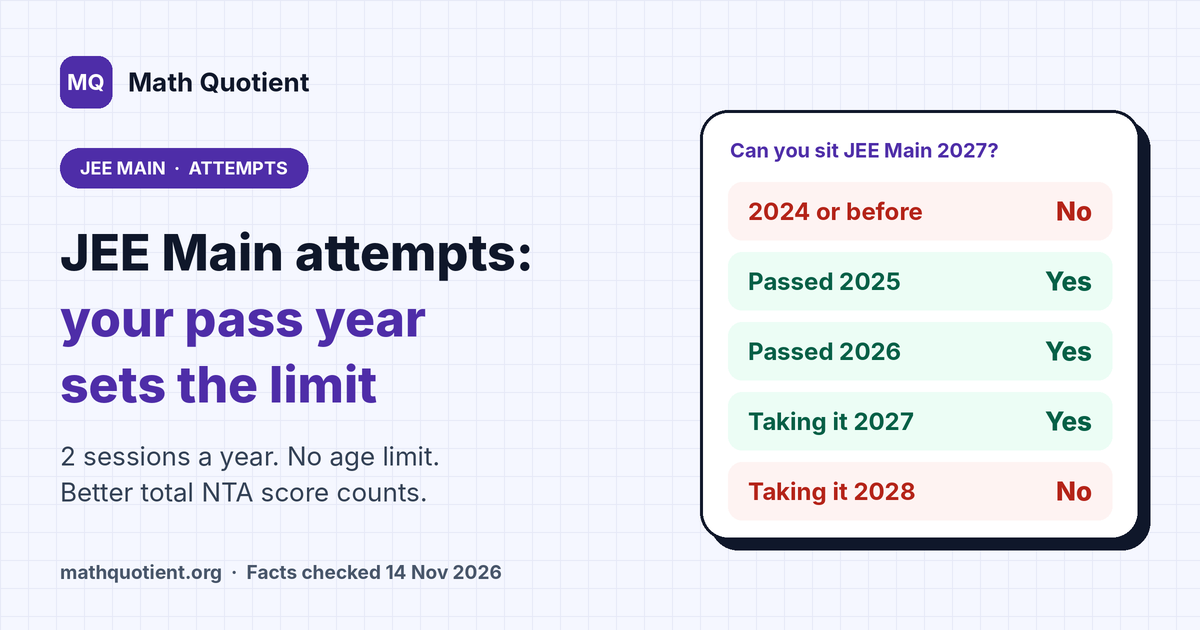 MQ
Math Quotient
JEE MAIN · ATTEMPTS
JEE Main attempts:
your pass year
sets the limit
2 sessions a year. No age limit.
Better total NTA score counts.
mathquotient.org · Facts checked 14 Nov 2026
Can you sit JEE Main 2027?
2024 or before No
Passed 2025 Yes
Passed 2026 Yes
Taking it 2027 Yes
Taking it 2028 No